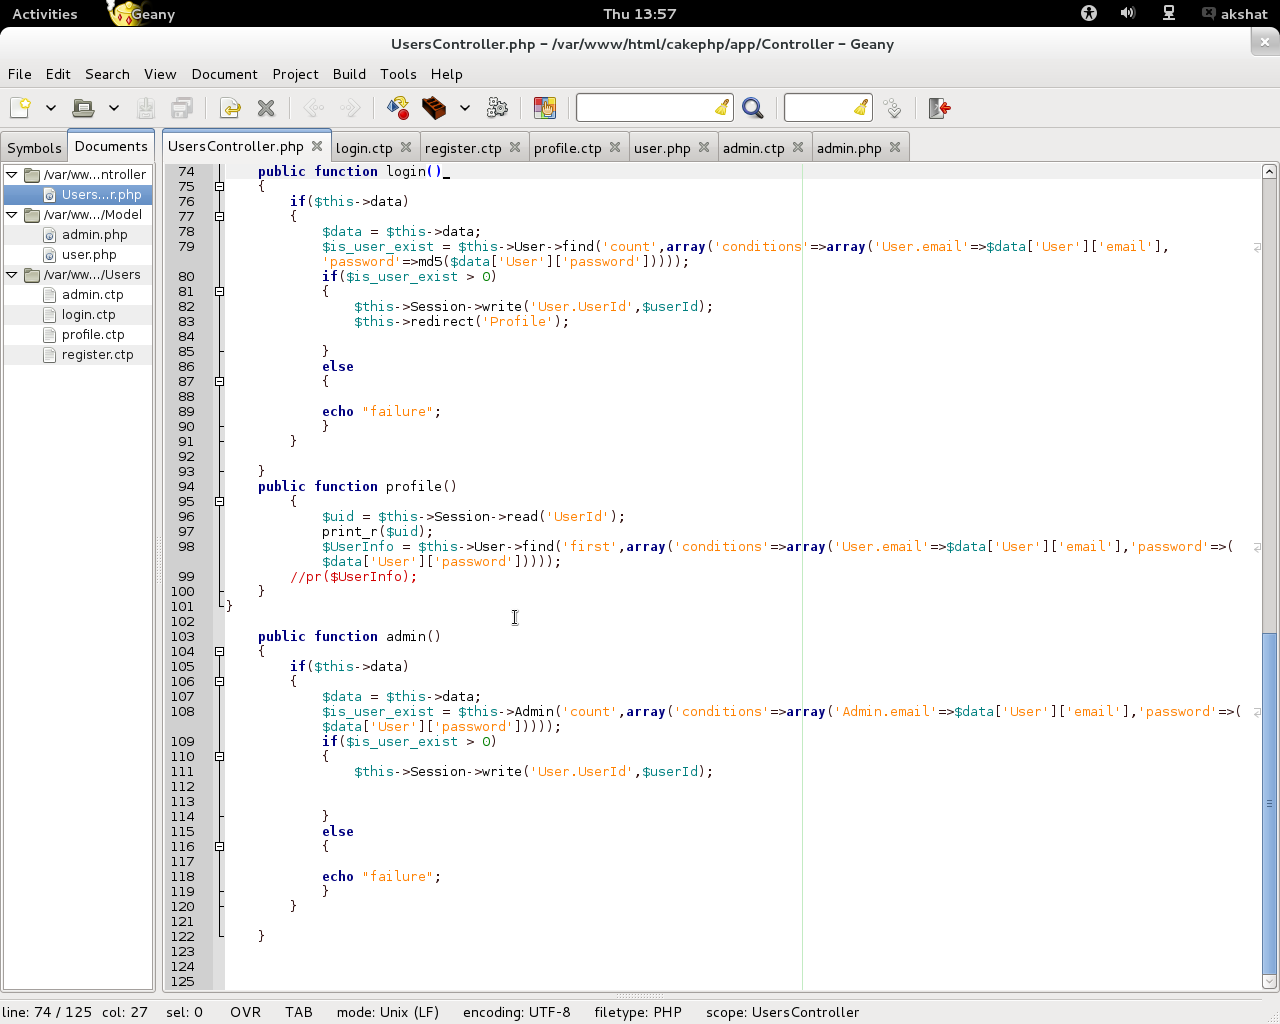 Activities Geany Thu 13:57 akshat
UsersController.php – /var/www/html/cakephp/app/Controller – Geany
File Edit Search View Document Project Build Tools Help
Symbols Documents UsersController.php login.ctp register.ctp profile.ctp user.php admin.ctp admin.php
/var/ww...ntroller
Users...r.php
/var/ww.../Model
admin.php
user.php
/var/ww.../Users
admin.ctp
login.ctp
profile.ctp
register.ctp
74 public function login()
75 {
76 if($this->data)
77 {
78 $data = $this->data;
79 $is_user_exist = $this->User->find('count',array('conditions'=>array('User.email'=>$data['User']['email'],
'password'=>md5($data['User']['password']))));
80 if($is_user_exist > 0)
81 {
82 $this->Session->write('User.UserId',$userId);
83 $this->redirect('Profile');
84
85 }
86 else
87 {
88
89 echo "failure";
90 }
91 }
92
93 }
94 public function profile()
95 {
96 $uid = $this->Session->read('UserId');
97 print_r($uid);
98 $UserInfo = $this->User->find('first',array('conditions'=>array('User.email'=>$data['User']['email'],'password'=>(
$data['User']['password']))));
99 //pr($UserInfo);
100 }
101 }
102
103 public function admin()
104 {
105 if($this->data)
106 {
107 $data = $this->data;
108 $is_user_exist = $this->Admin('count',array('conditions'=>array('Admin.email'=>$data['User']['email'],'password'=>(
$data['User']['password']))));
109 if($is_user_exist > 0)
110 {
111 $this->Session->write('User.UserId',$userId);
112
113
114 }
115 else
116 {
117
118 echo "failure";
119 }
120 }
121
122 }
123
124
125
line: 74 / 125 col: 27 sel: 0 OVR TAB mode: Unix (LF) encoding: UTF-8 filetype: PHP scope: UsersController